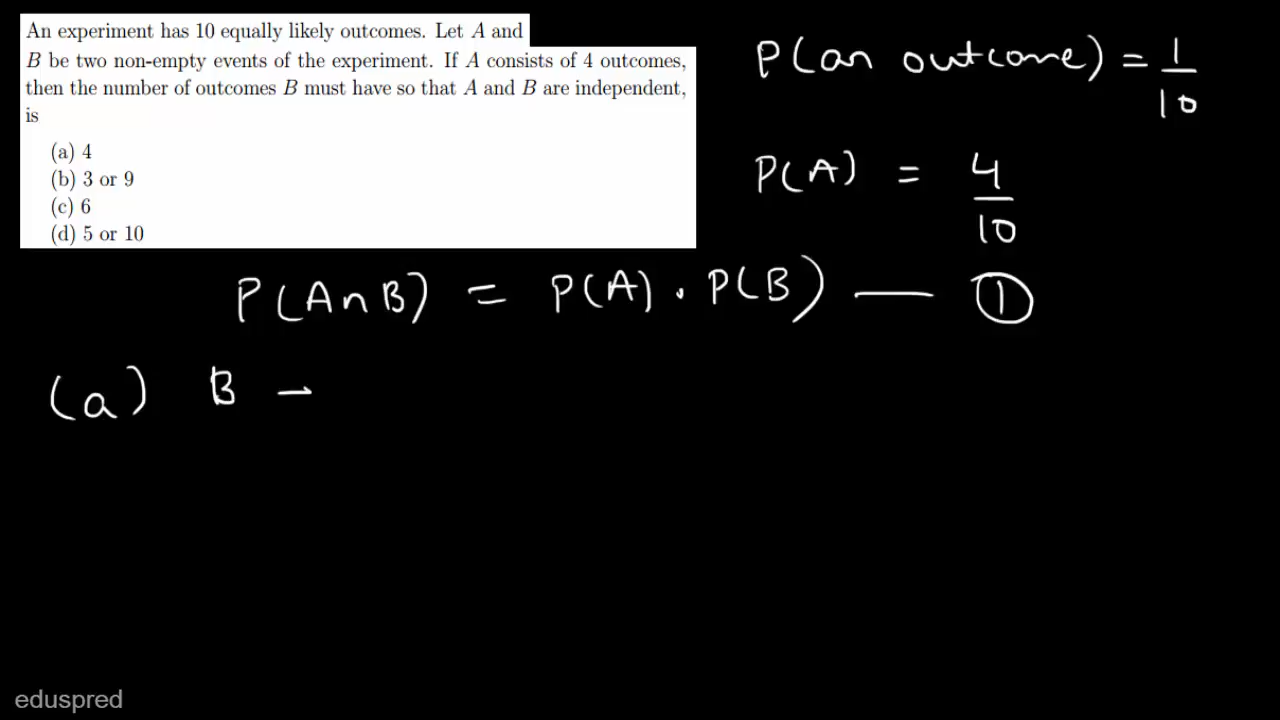 An experiment has 10 equally likely outcomes. Let A and
B be two non-empty events of the experiment. If A consists of 4 outcomes,
then the number of outcomes B must have so that A and B are independent,
is
(a) 4
(b) 3 or 9
(c) 6
(d) 5 or 10
P(an outcome) = 1/10
P(A) = 4/10
P(A∩B) = P(A) . P(B) — ①
(a) B –
eduspred